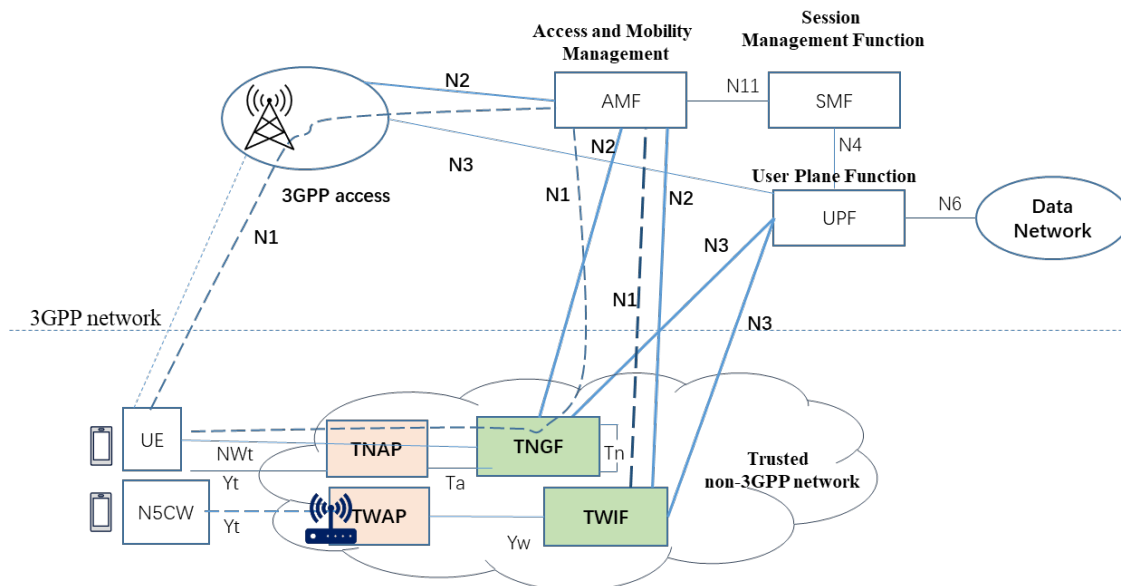 Access and Mobility
Management
Session
Management Function
N2
AMF
N11
SMF
N3
N2
N4
3GPP access
N1
User Plane Function
N2
UPF
N6
Data
Network
N1
N3
N1
N3
3GPP network
UE
NWt
TNAP
TNGF
Tn
Trusted
non-3GPP network
Yt
Ta
N5CW
Yt
TWAP
TWIF
Yw